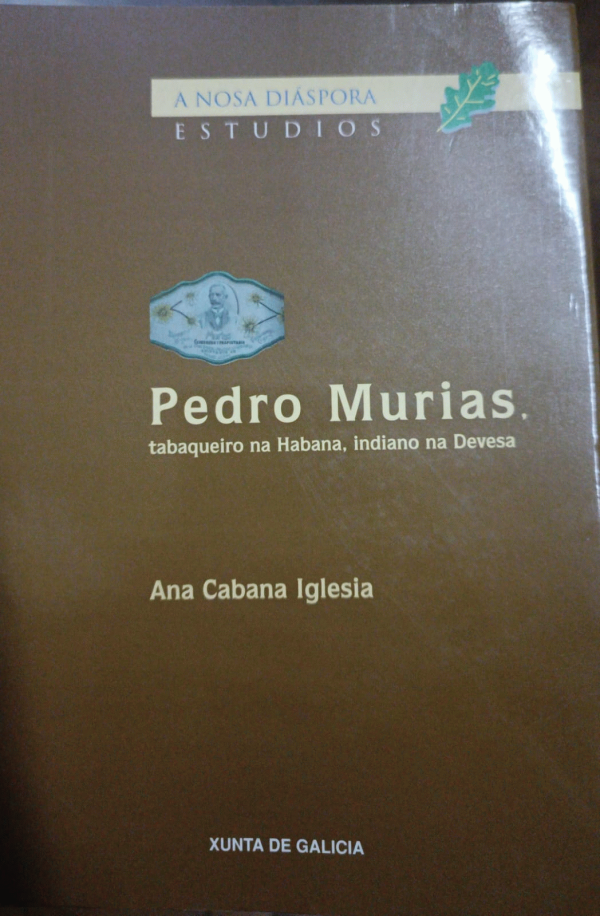 A NOSA DIÁSPORA
ESTUDIOS
Pedro Murias,
tabaqueiro na Habana, indiano na Devesa
Ana Cabana Iglesia
XUNTA DE GALICIA